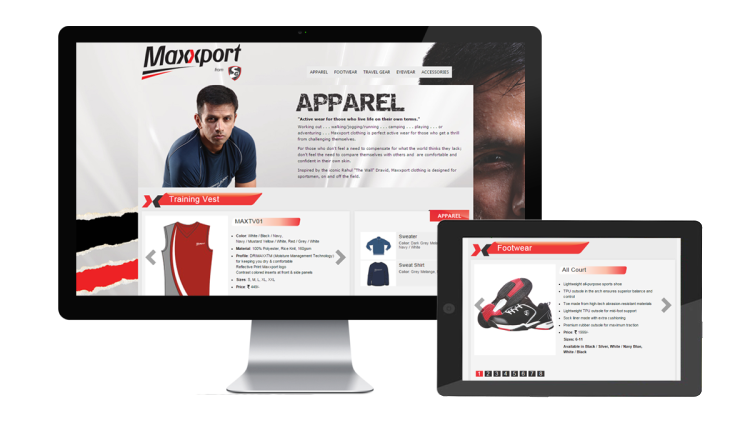 Maxxport
from
APPAREL FOOTWEAR TRAVEL GEAR EYEWEAR ACCESSORIES
APPAREL
"Active wear for those who live life on their own terms."
Working out . . . walking/jogging/running . . . camping . . . playing . . . or
adventuring . . . Maxxport clothing is perfect active wear for those who get a thrill
from challenging themselves.
For those who don't feel a need to compensate for what the world thinks they lack;
don't feel the need to compare themselves with others and are comfortable and
confident in their own skin.
Inspired by the iconic Rahul "The Wall" Dravid, Maxxport clothing is designed for
sportsmen, on and off the field.
Training Vest
MAXTV01
Color: White / Black / Navy,
Navy / Mustard, Yellow / White, Red / Grey / White
Material: 100% Polyester, Rice Knit, 160gsm
Profile: DRIMAXXTM (Moisture Management Technology)
for keeping you dry & comfortable
Reflective Print Maxxport logo
Contrast colored inserts at front & side panels
Sizes: S, M, L, XL, XXL
Price: ₹
APPAREL
Sweater
Color: Dark Grey
Navy / White
Sweat Shirt
Color: Grey Melange,
Footwear
All Court
Lightweight all-purpose sports shoe
TPU outsole in the arch ensures superior balance and
control
Toe made from high tech abrasion resistant materials
Lightweight TPU outsole for mid-foot support
Sock liner made with extra cushioning
Premium rubber outsole for maximum traction
Price: ₹
Sizes: 6-11
Available in Black / Silver, White / Navy Blue,
White / Black
1 2 3 4 5 6 7 8